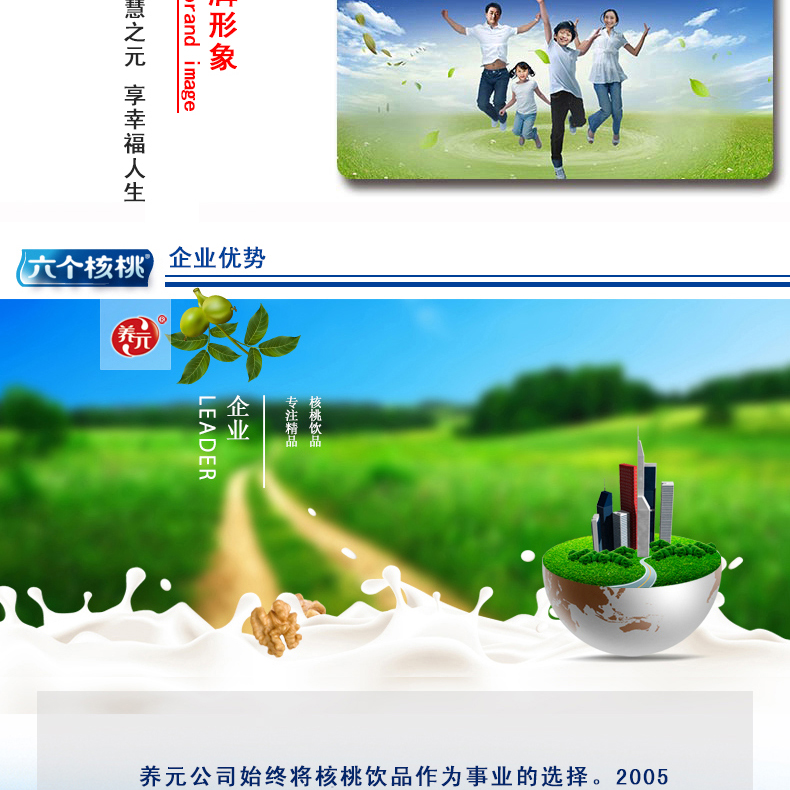 形象
brand image
慧之元 享幸福人生
六个核桃
企业优势
养元
企业
LEADER
核桃饮品
专注精品
养元公司始终将核桃饮品作为事业的选择。2005